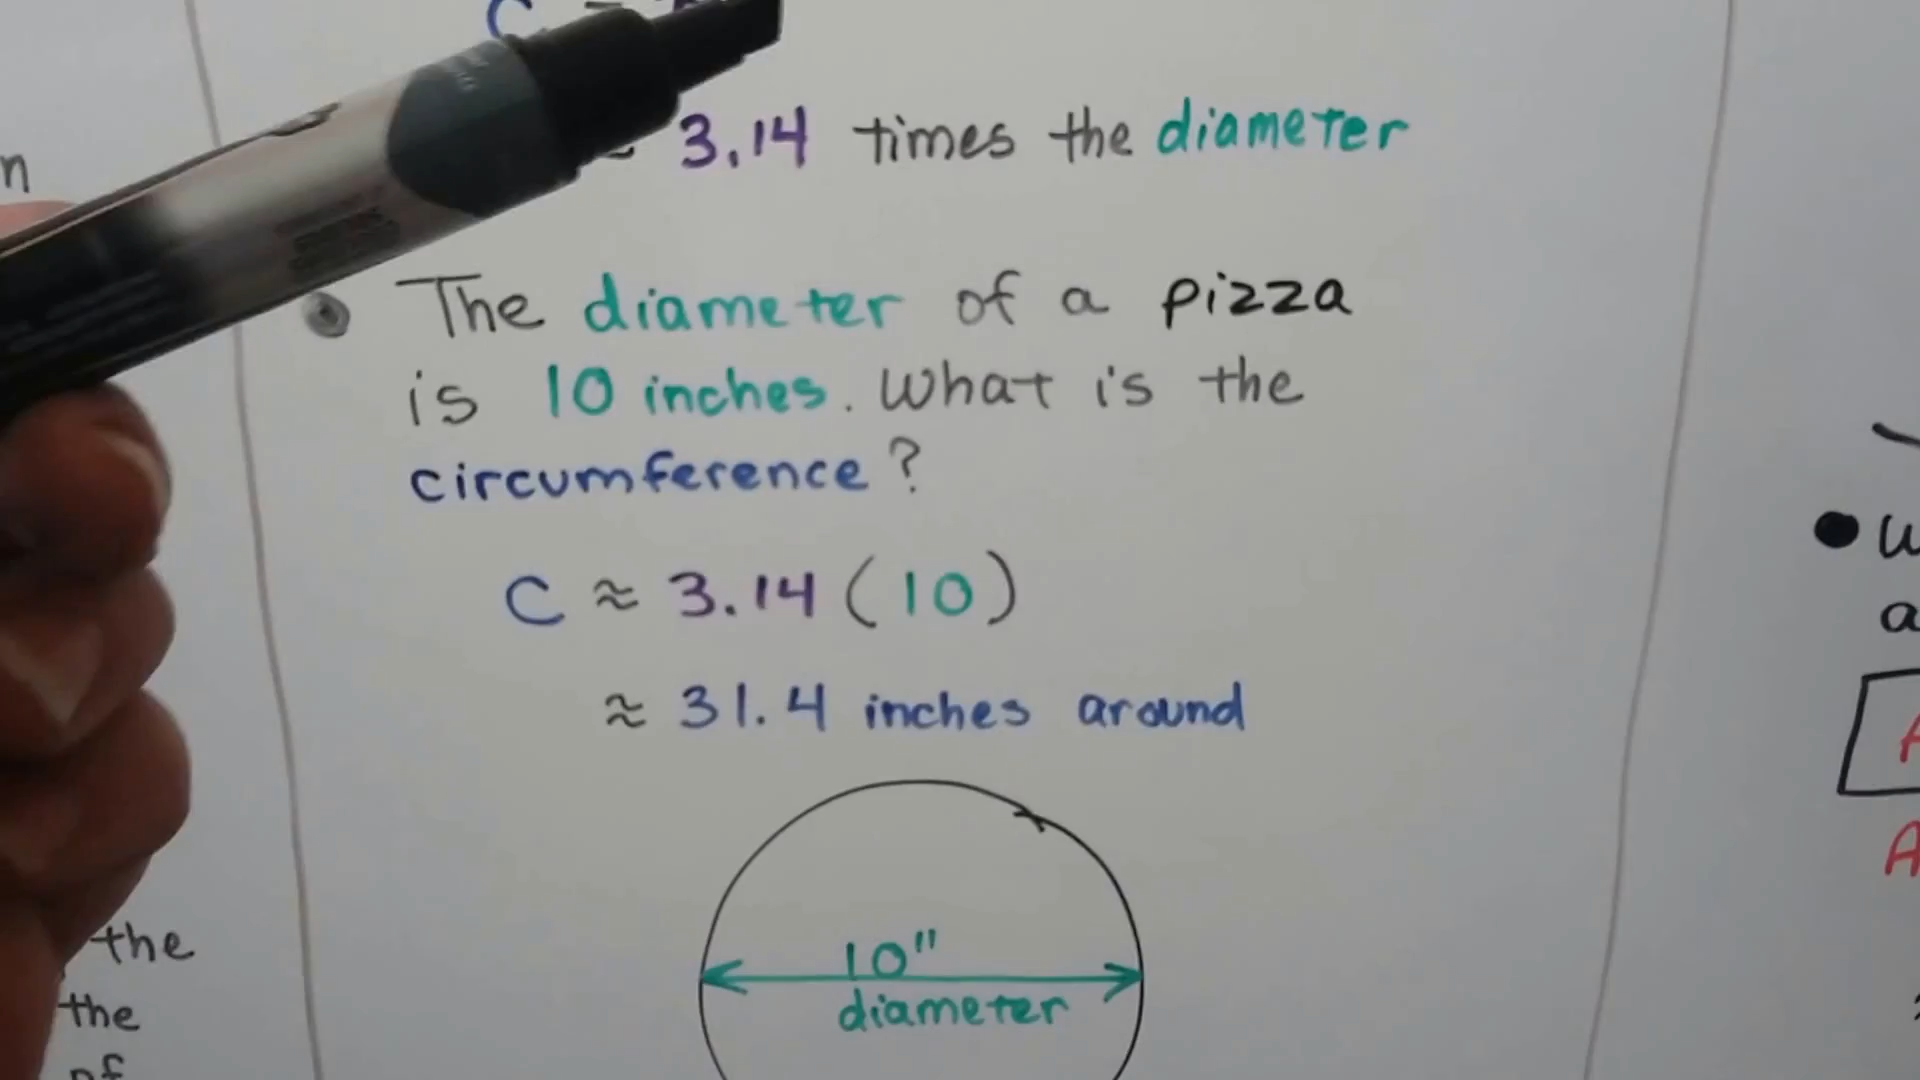 C =
≈ 3.14 times the diameter
The diameter of a pizza
is 10 inches. What is the
circumference?
C ≈ 3.14 (10)
≈ 31.4 inches around
10"
diameter
n
the
the
of
a
A